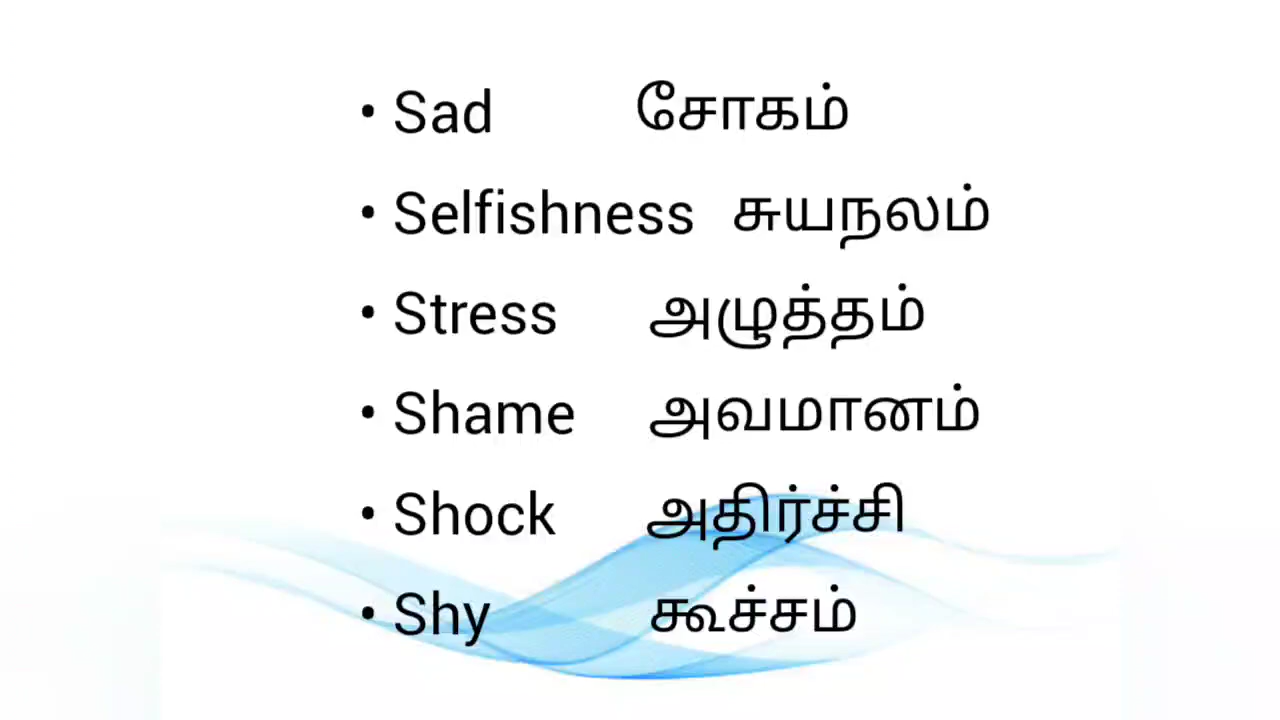 • Sad சோகம்
• Selfishness சுயநலம்
• Stress அழுத்தம்
• Shame அவமானம்
• Shock அதிர்ச்சி
• Shy கூச்சம்